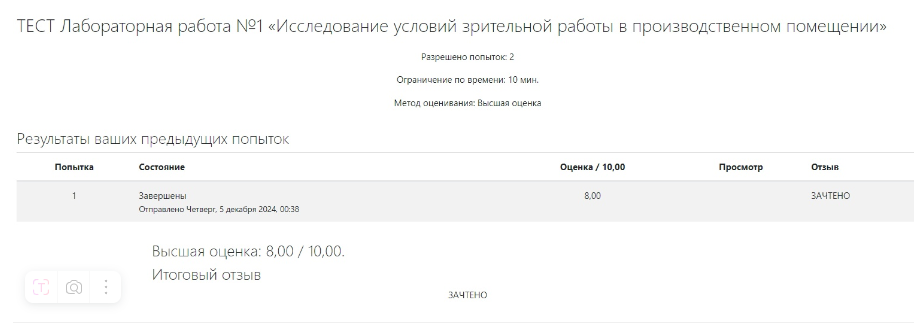 ТЕСТ Лабораторная работа №1 «Исследование условий зрительной работы в производственном помещении»
Разрешено попыток: 2
Ограничение по времени: 10 мин.
Метод оценивания: Высшая оценка
Результаты ваших предыдущих попыток
Попытка Состояние Оценка / 10,00 Просмотр Отзыв
1 Завершены 8,00 ЗАЧТЕНО
Отправлено Четверг, 5 декабря 2024, 00:38
Высшая оценка: 8,00 / 10,00.
Итоговый отзыв
ЗАЧТЕНО